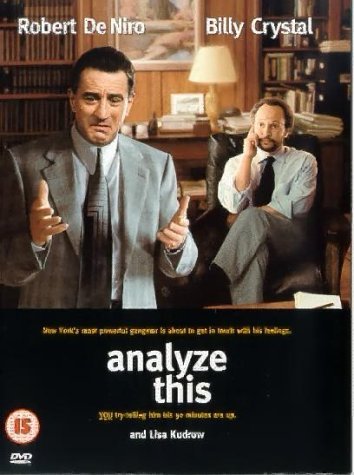 Robert De Niro Billy Crystal
New York's most powerful gangster is about to get in touch with his feelings.
analyze
this
YOU try telling him his 50 minutes are up.
and Lisa Kudrow
15
DVD